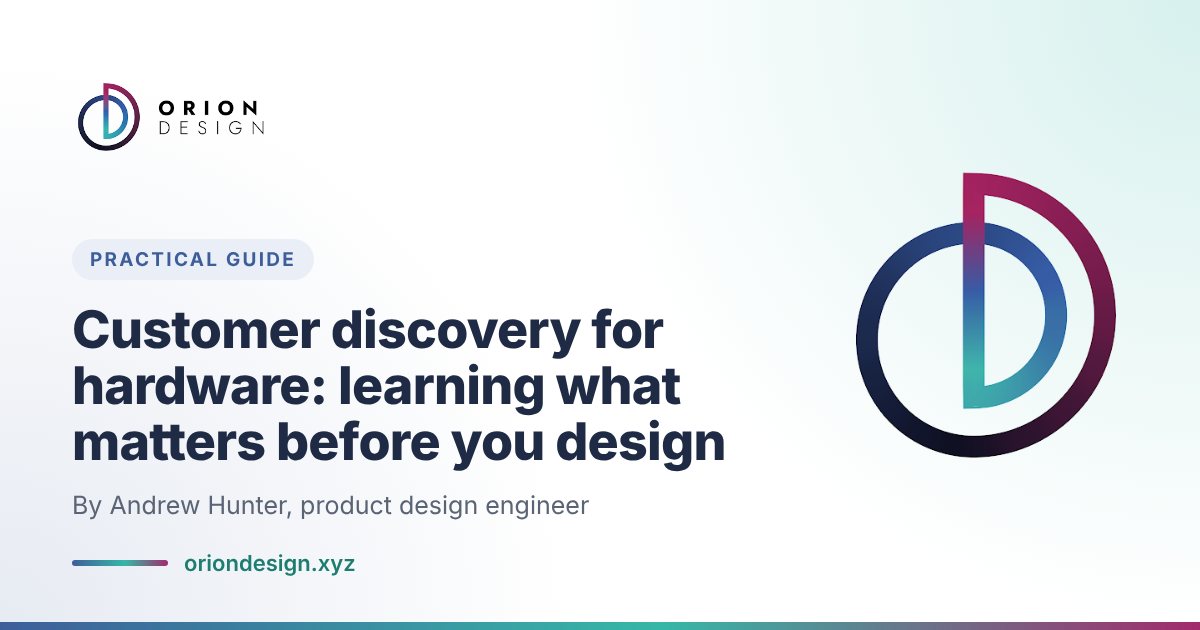 ORION
DESIGN
PRACTICAL GUIDE
Customer discovery for
hardware: learning what
matters before you design
By Andrew Hunter, product design engineer
oriondesign.xyz